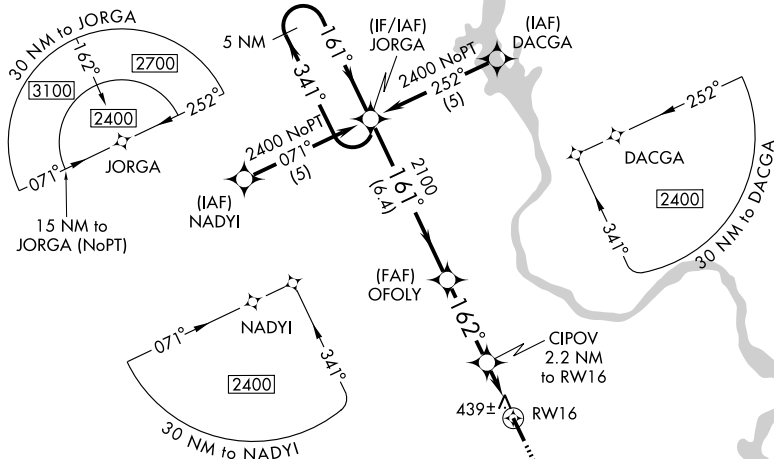 30 NM to JORGA
162°
3100
2700
2400
071°
252°
JORGA
15 NM to
JORGA (NoPT)
5 NM
161°
341°
(IF/IAF)
JORGA
(IAF)
DACGA
2400 NoPT
252°
(5)
2400 NoPT
071°
(5)
(IAF)
NADYI
2100
161°
(6.4)
252°
DACGA
2400
341°
30 NM to DACGA
(FAF)
OFOLY
162°
CIPOV
2.2 NM
to RW16
439±
RW16
NADYI
071°
341°
2400
30 NM to NADYI